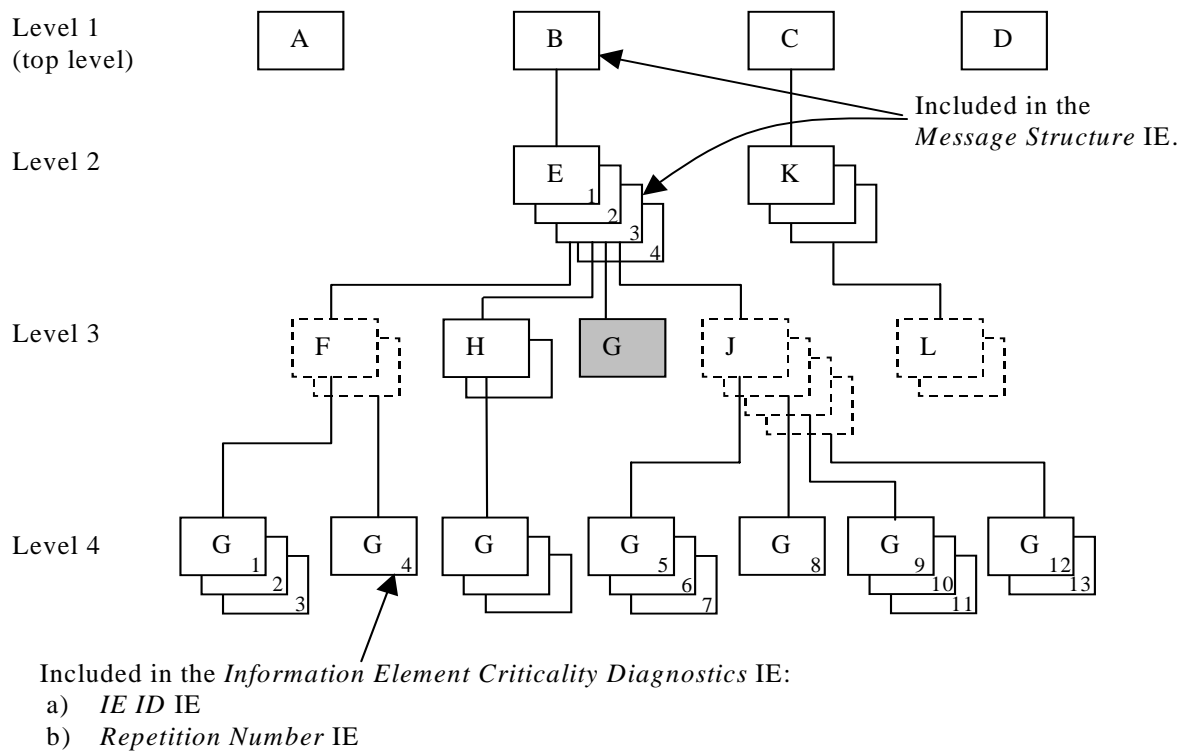 Level 1
(top level)
A
B
C
D
Included in the
Message Structure IE.
Level 2
E
1
2
3
4
K
Level 3
F
H
G
J
L
Level 4
G
1
2
3
G
4
G
G
5
6
7
G
8
G
9
10
11
G
12
13
Included in the Information Element Criticality Diagnostics IE:
a) IE ID IE
b) Repetition Number IE